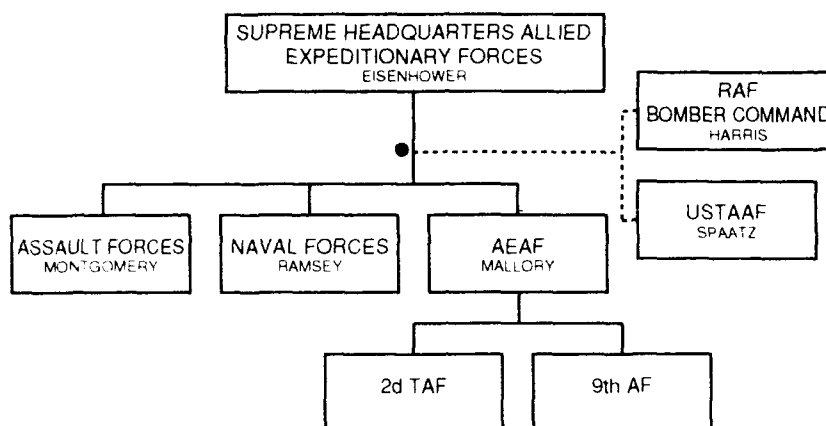 SUPREME HEADQUARTERS ALLIED
EXPEDITIONARY FORCES
EISENHOWER
RAF
BOMBER COMMAND
HARRIS
USTAAF
SPAATZ
ASSAULT FORCES
MONTGOMERY
NAVAL FORCES
RAMSEY
AEAF
MALLORY
2d TAF
9th AF